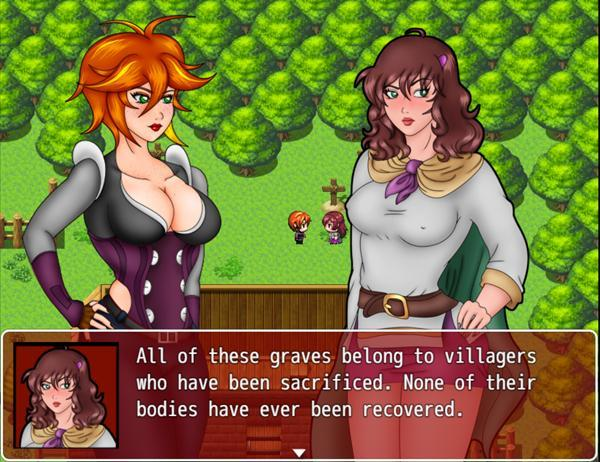 All of these graves belong to villagers
who have been sacrificed. None of their
bodies have ever been recovered.